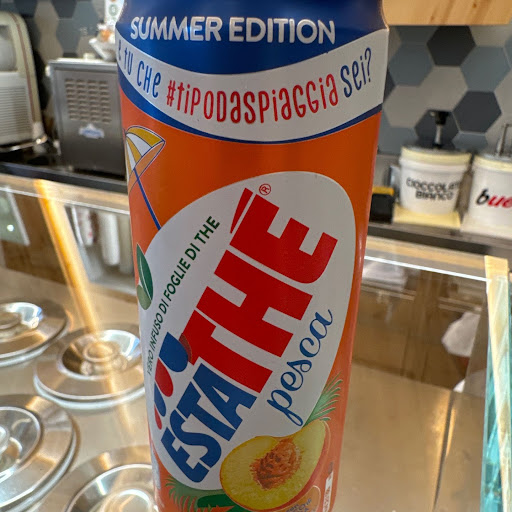 SUMMER EDITION
e tu che #tipodaspiaggia sei?
VERO INFUSO DI FOGLIE DI THE
ESTATHÉ®
pesca
CIOCCOLATO
BIANCO
bue